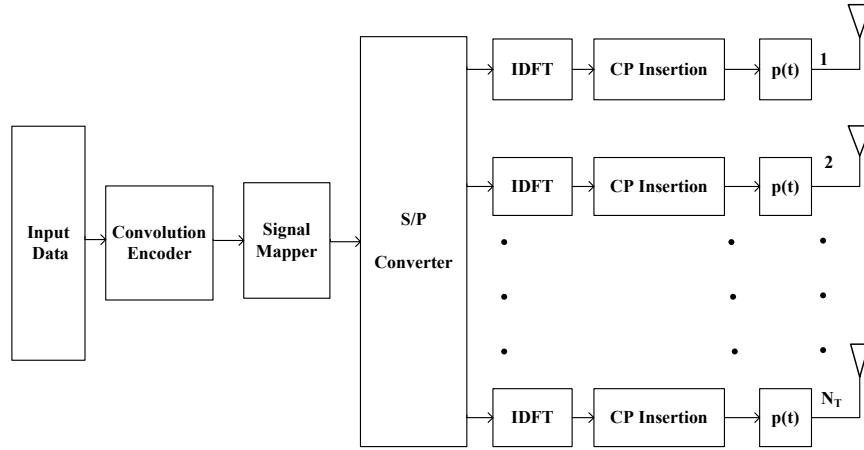 IDFT
CP Insertion
p(t)
1
IDFT
CP Insertion
p(t)
2
Input
Data
Convolution
Encoder
Signal
Mapper
S/P
Converter
IDFT
CP Insertion
p(t)
N_T